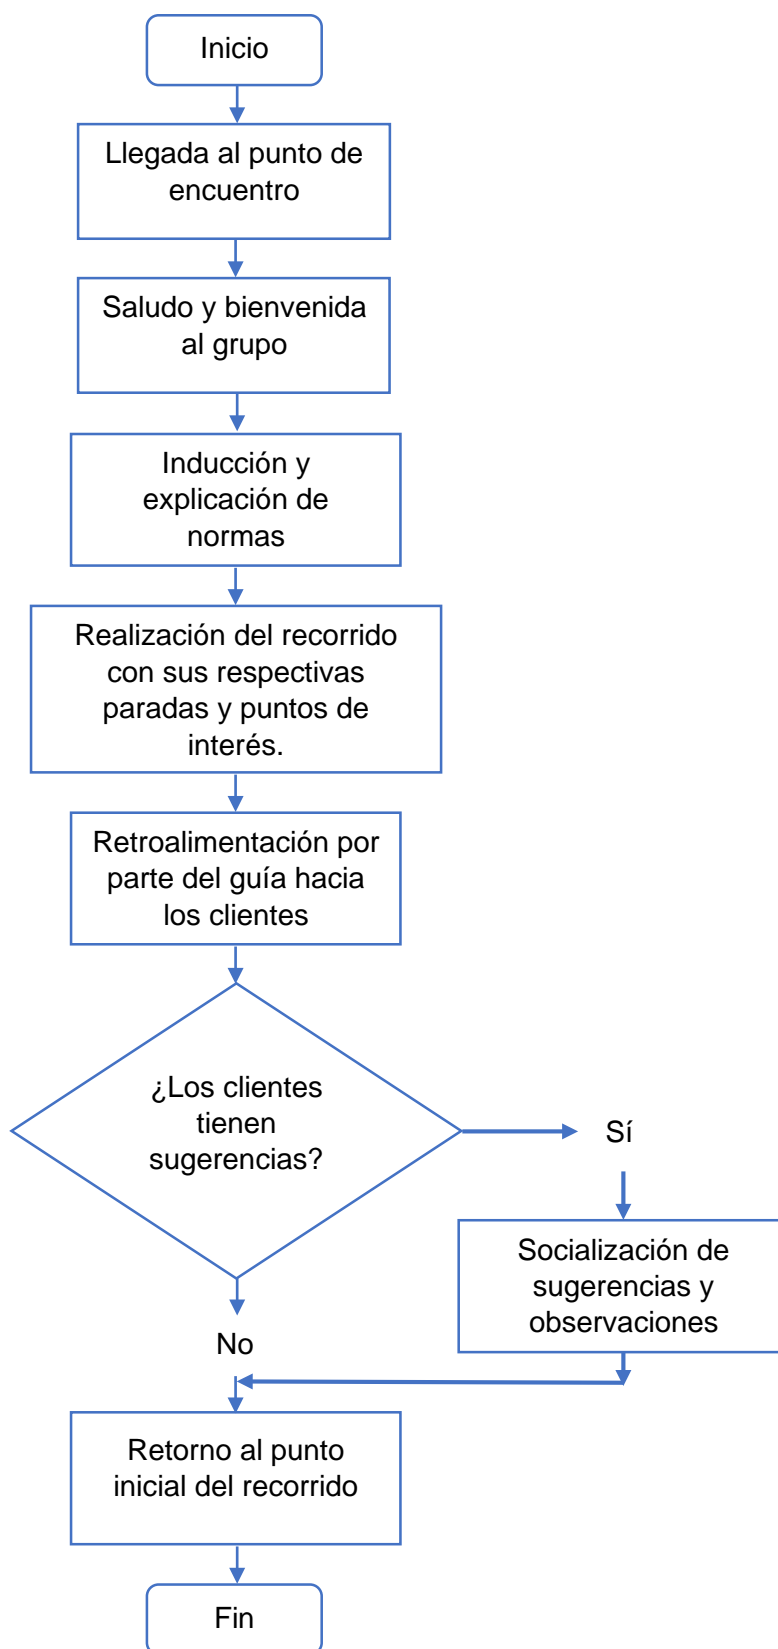 Inicio
Llegada al punto de
encuentro
Saludo y bienvenida
al grupo
Inducción y
explicación de
normas
Realización del recorrido
con sus respectivas
paradas y puntos de
interés.
Retroalimentación por
parte del guía hacia
los clientes
¿Los clientes
tienen
sugerencias?
Sí
Socialización de
sugerencias y
observaciones
No
Retorno al punto
inicial del recorrido
Fin